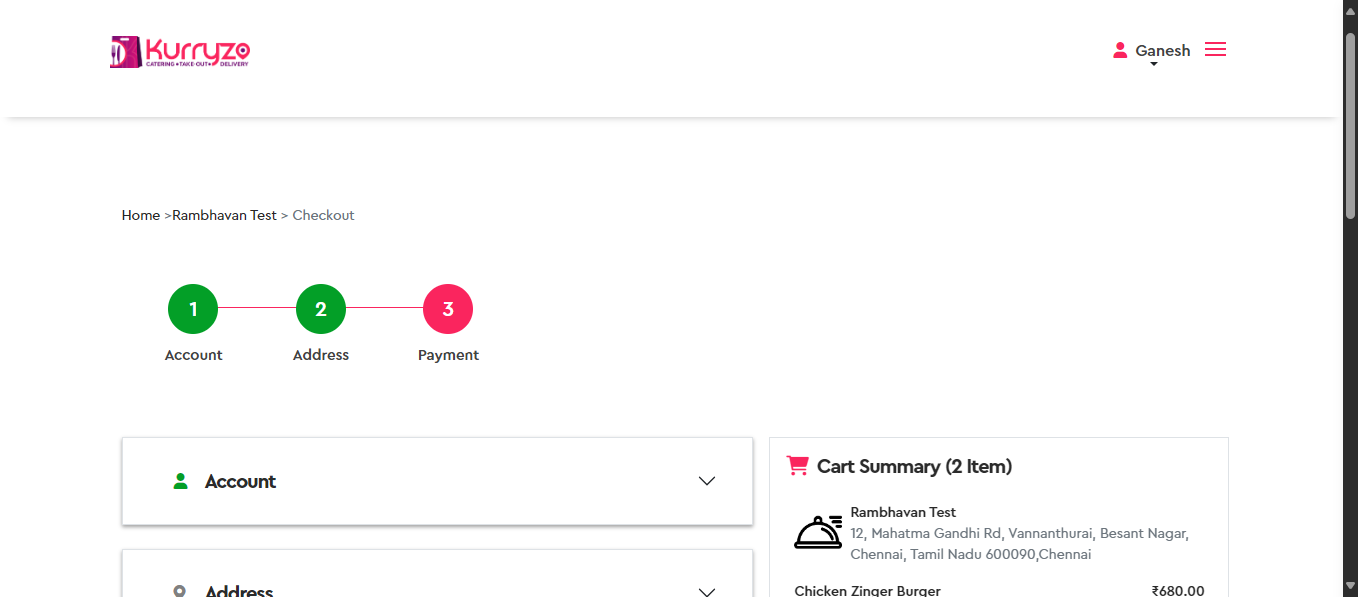 Kurryzo
CATERING • TAKE-OUT • DELIVERY
Ganesh
Home >Rambhavan Test > Checkout
1
2
3
Account
Address
Payment
Account
Address
Cart Summary (2 Item)
Rambhavan Test
12, Mahatma Gandhi Rd, Vannanthurai, Besant Nagar,
Chennai, Tamil Nadu 600090,Chennai
Chicken Zinger Burger
₹680.00